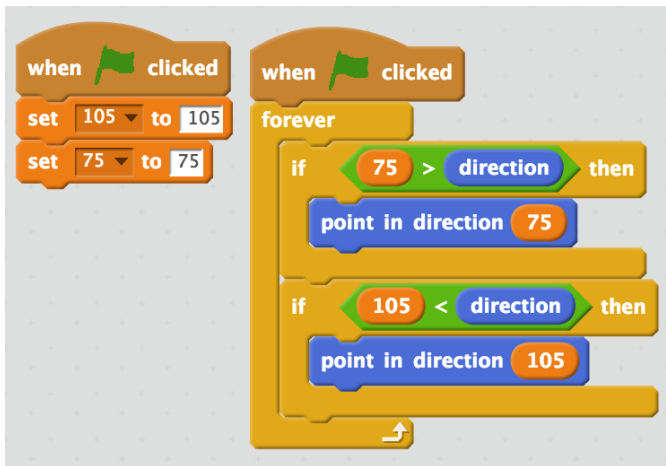 when clicked
set 105 to 105
set 75 to 75
when clicked
forever
if 75 > direction then
point in direction 75
if 105 < direction then
point in direction 105